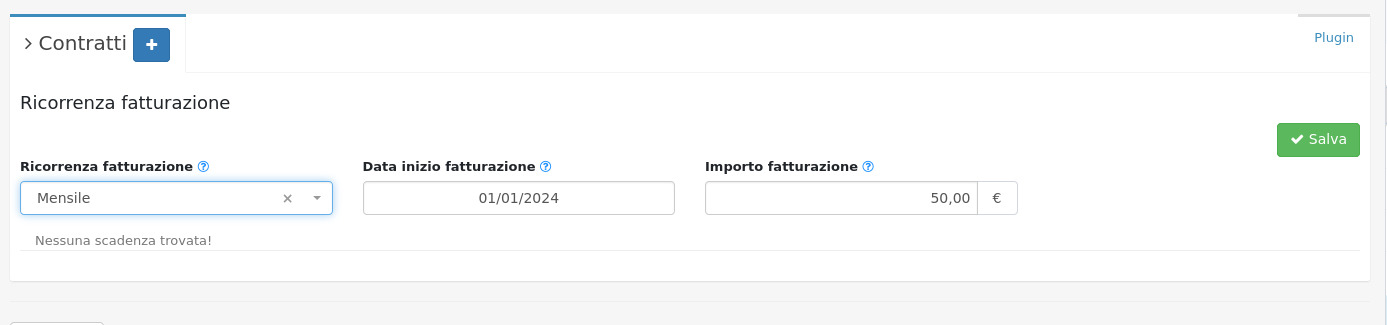 Contratti +
Plugin
Ricorrenza fatturazione
Salva
Ricorrenza fatturazione ? Data inizio fatturazione ? Importo fatturazione ?
Mensile × 01/01/2024 50,00 €
Nessuna scadenza trovata!